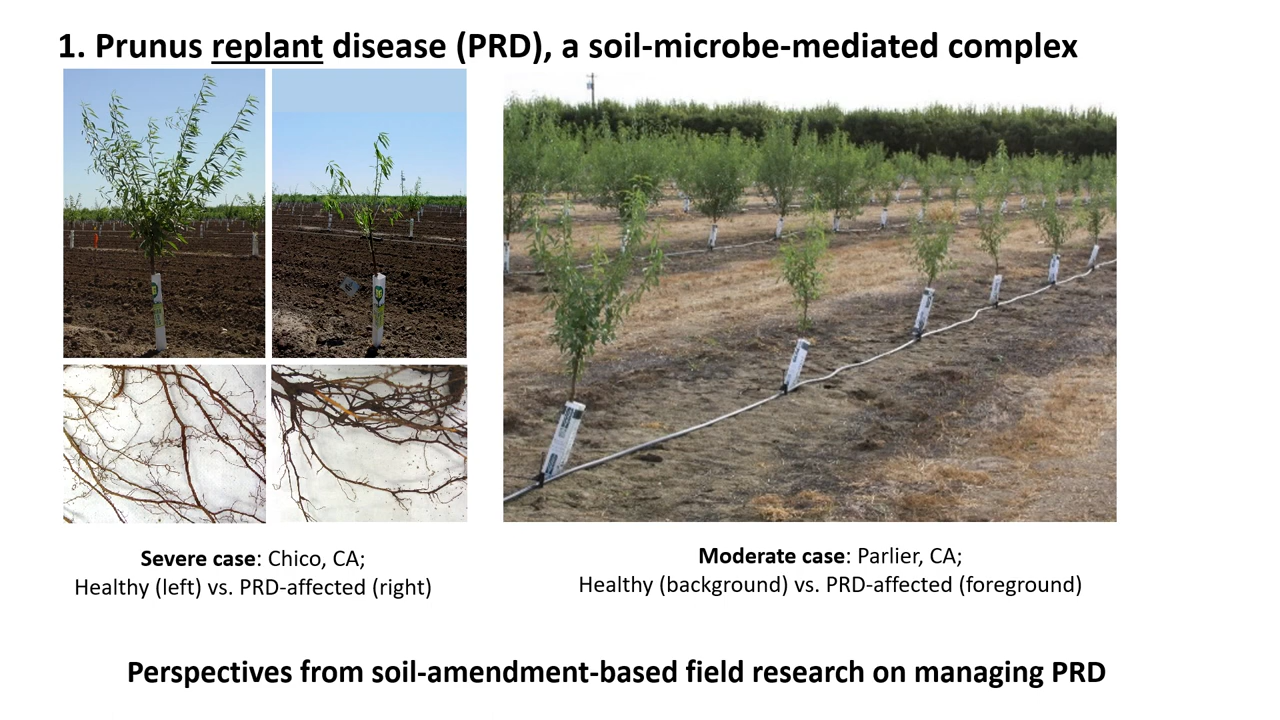 1. Prunus replant disease (PRD), a soil-microbe-mediated complex
Severe case: Chico, CA;
Healthy (left) vs. PRD-affected (right)
Moderate case: Parlier, CA;
Healthy (background) vs. PRD-affected (foreground)
Perspectives from soil-amendment-based field research on managing PRD